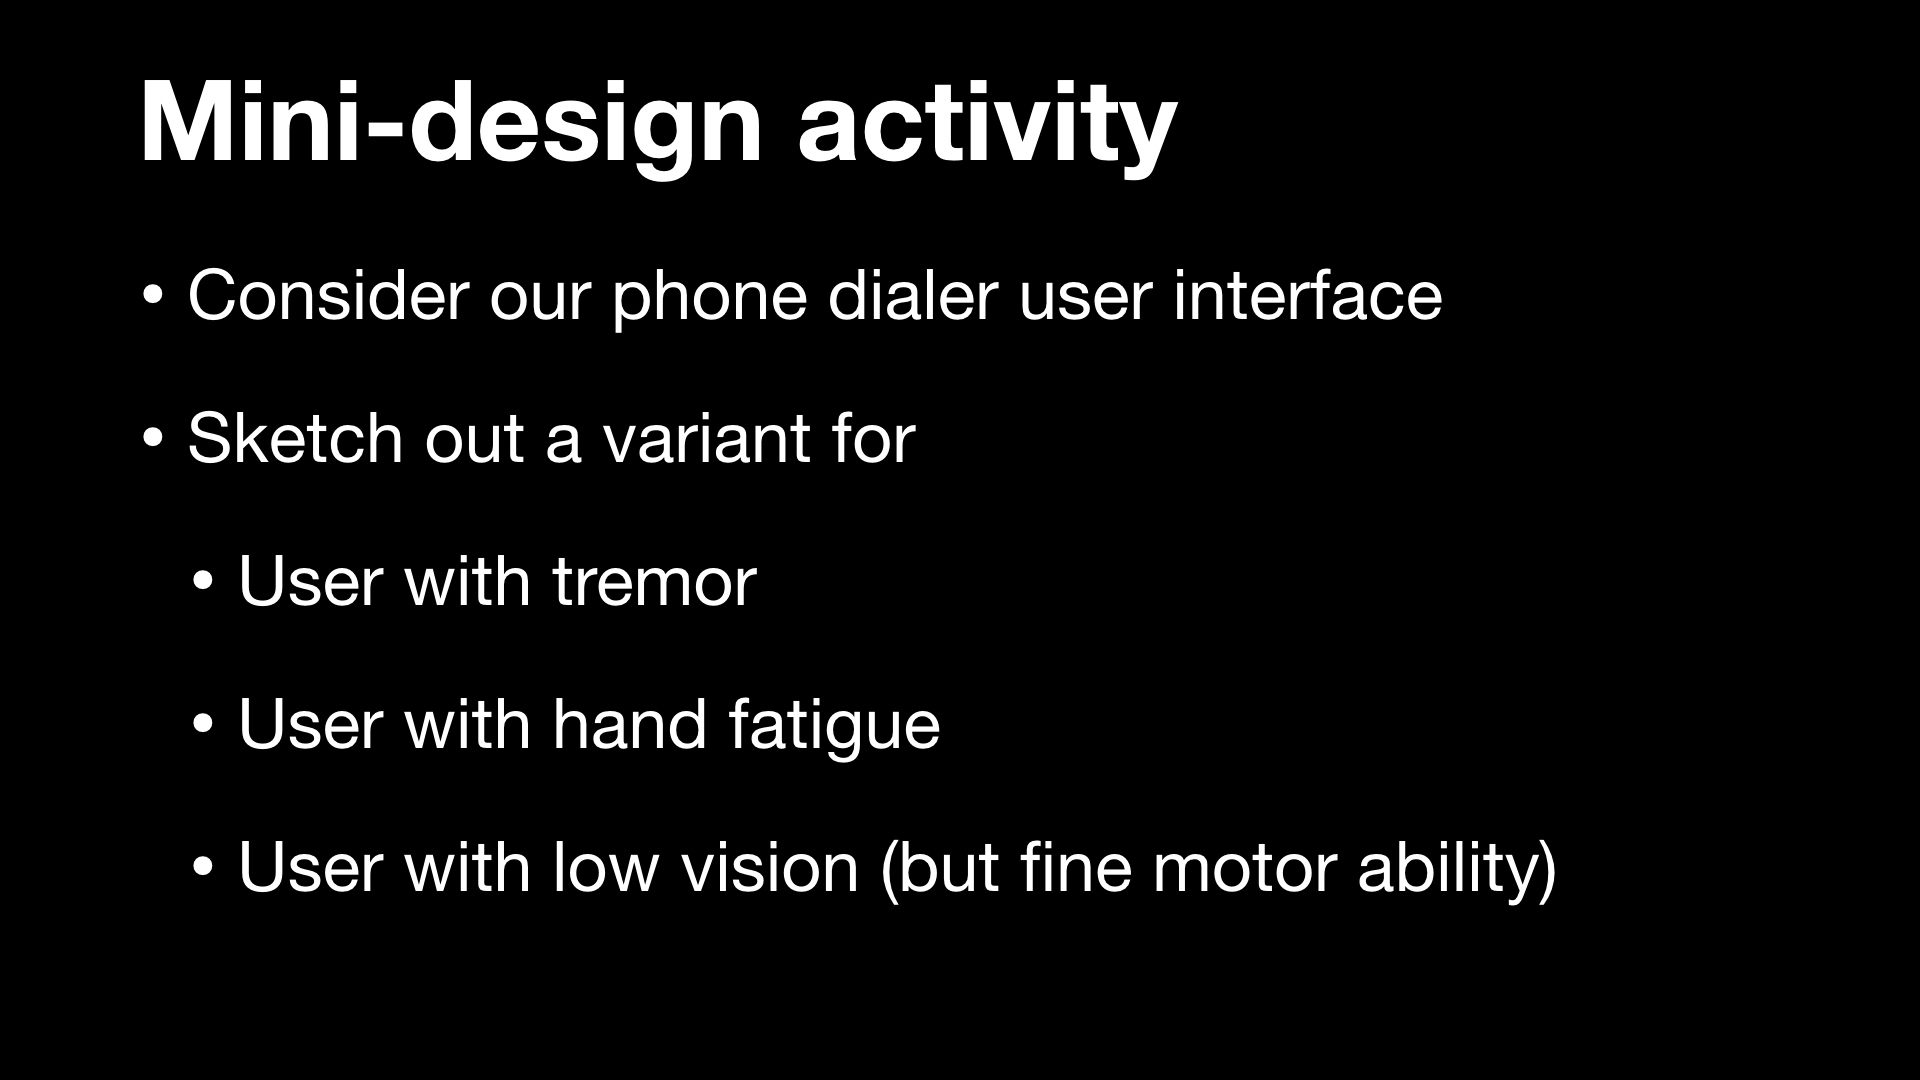 Mini-design activity
• Consider our phone dialer user interface
• Sketch out a variant for
• User with tremor
• User with hand fatigue
• User with low vision (but fine motor ability)